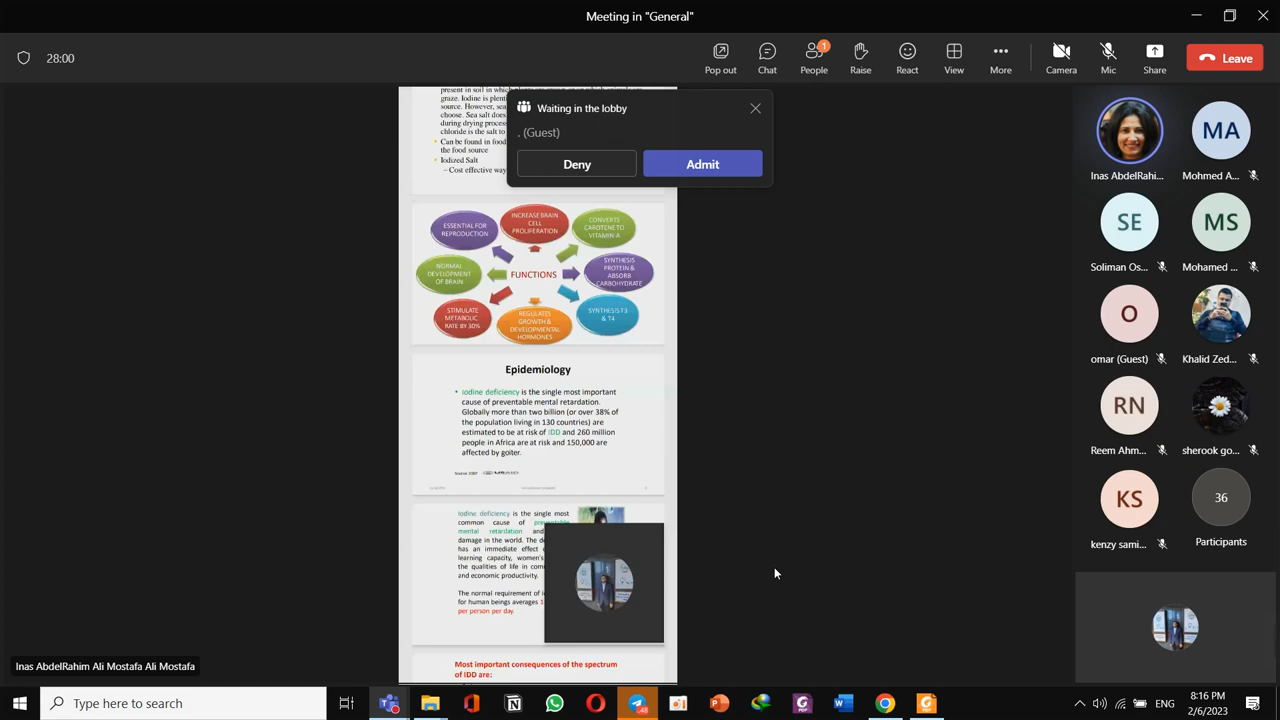 Meeting in "General"
28:00
Pop out
Chat
1
People
Raise
React
View
More
Camera
Mic
Share
Leave
present in soil in which
graze. Iodine is plenti
source. However, sea
choose. Sea salt does
during drying process
chloride is the salt to
Can be found in food
the food source
Iodized Salt
– Cost effective way
Waiting in the lobby
. (Guest)
Deny
Admit
ESSENTIAL FOR
REPRODUCTION
INCREASE BRAIN
CELL
PROLIFERATION
CONVERTS
CAROTENE TO
VITAMIN-A
NORMAL
DEVELOPMENT
OF BRAIN
FUNCTIONS
SYNTHESIS
PROTEIN &
ABSORB
CARBOHYDRATE
STIMULATE
METABOLIC
RATE BY 30%
REGULATES
GROWTH &
DEVELOPMENTAL
HORMONES
SYNTHESIS T3
& T4
Epidemiology
• Iodine deficiency is the single most important
cause of preventable mental retardation.
Globally more than two billion (or over 38% of
the population living in 130 countries) are
estimated to be at risk of IDD and 260 million
people in Africa are at risk and 150,000 are
affected by goiter.
Iodine deficiency is the single most
common cause of preventable
mental retardation and
damage in the world. The de
has an immediate effect
learning capacity, women's
the qualities of life in com
and economic productivity.
The normal requirement of i
for human beings averages 1
per person per day.
Most important consequences of the spectrum
of IDD are:
Inas AbdelRahim Ali Mostafa Ali Mostafa
Inas AbdelRahi...
MA
Mohmed A...
SE
Soliman Os...
MS
Mohamed ...
O
omar (Guest)
Khalid Zed...
RN
Reem Ahm...
KS
kenzy sami...
36
Participants
Type here to search
ENG
8:16 PM
2/6/2023